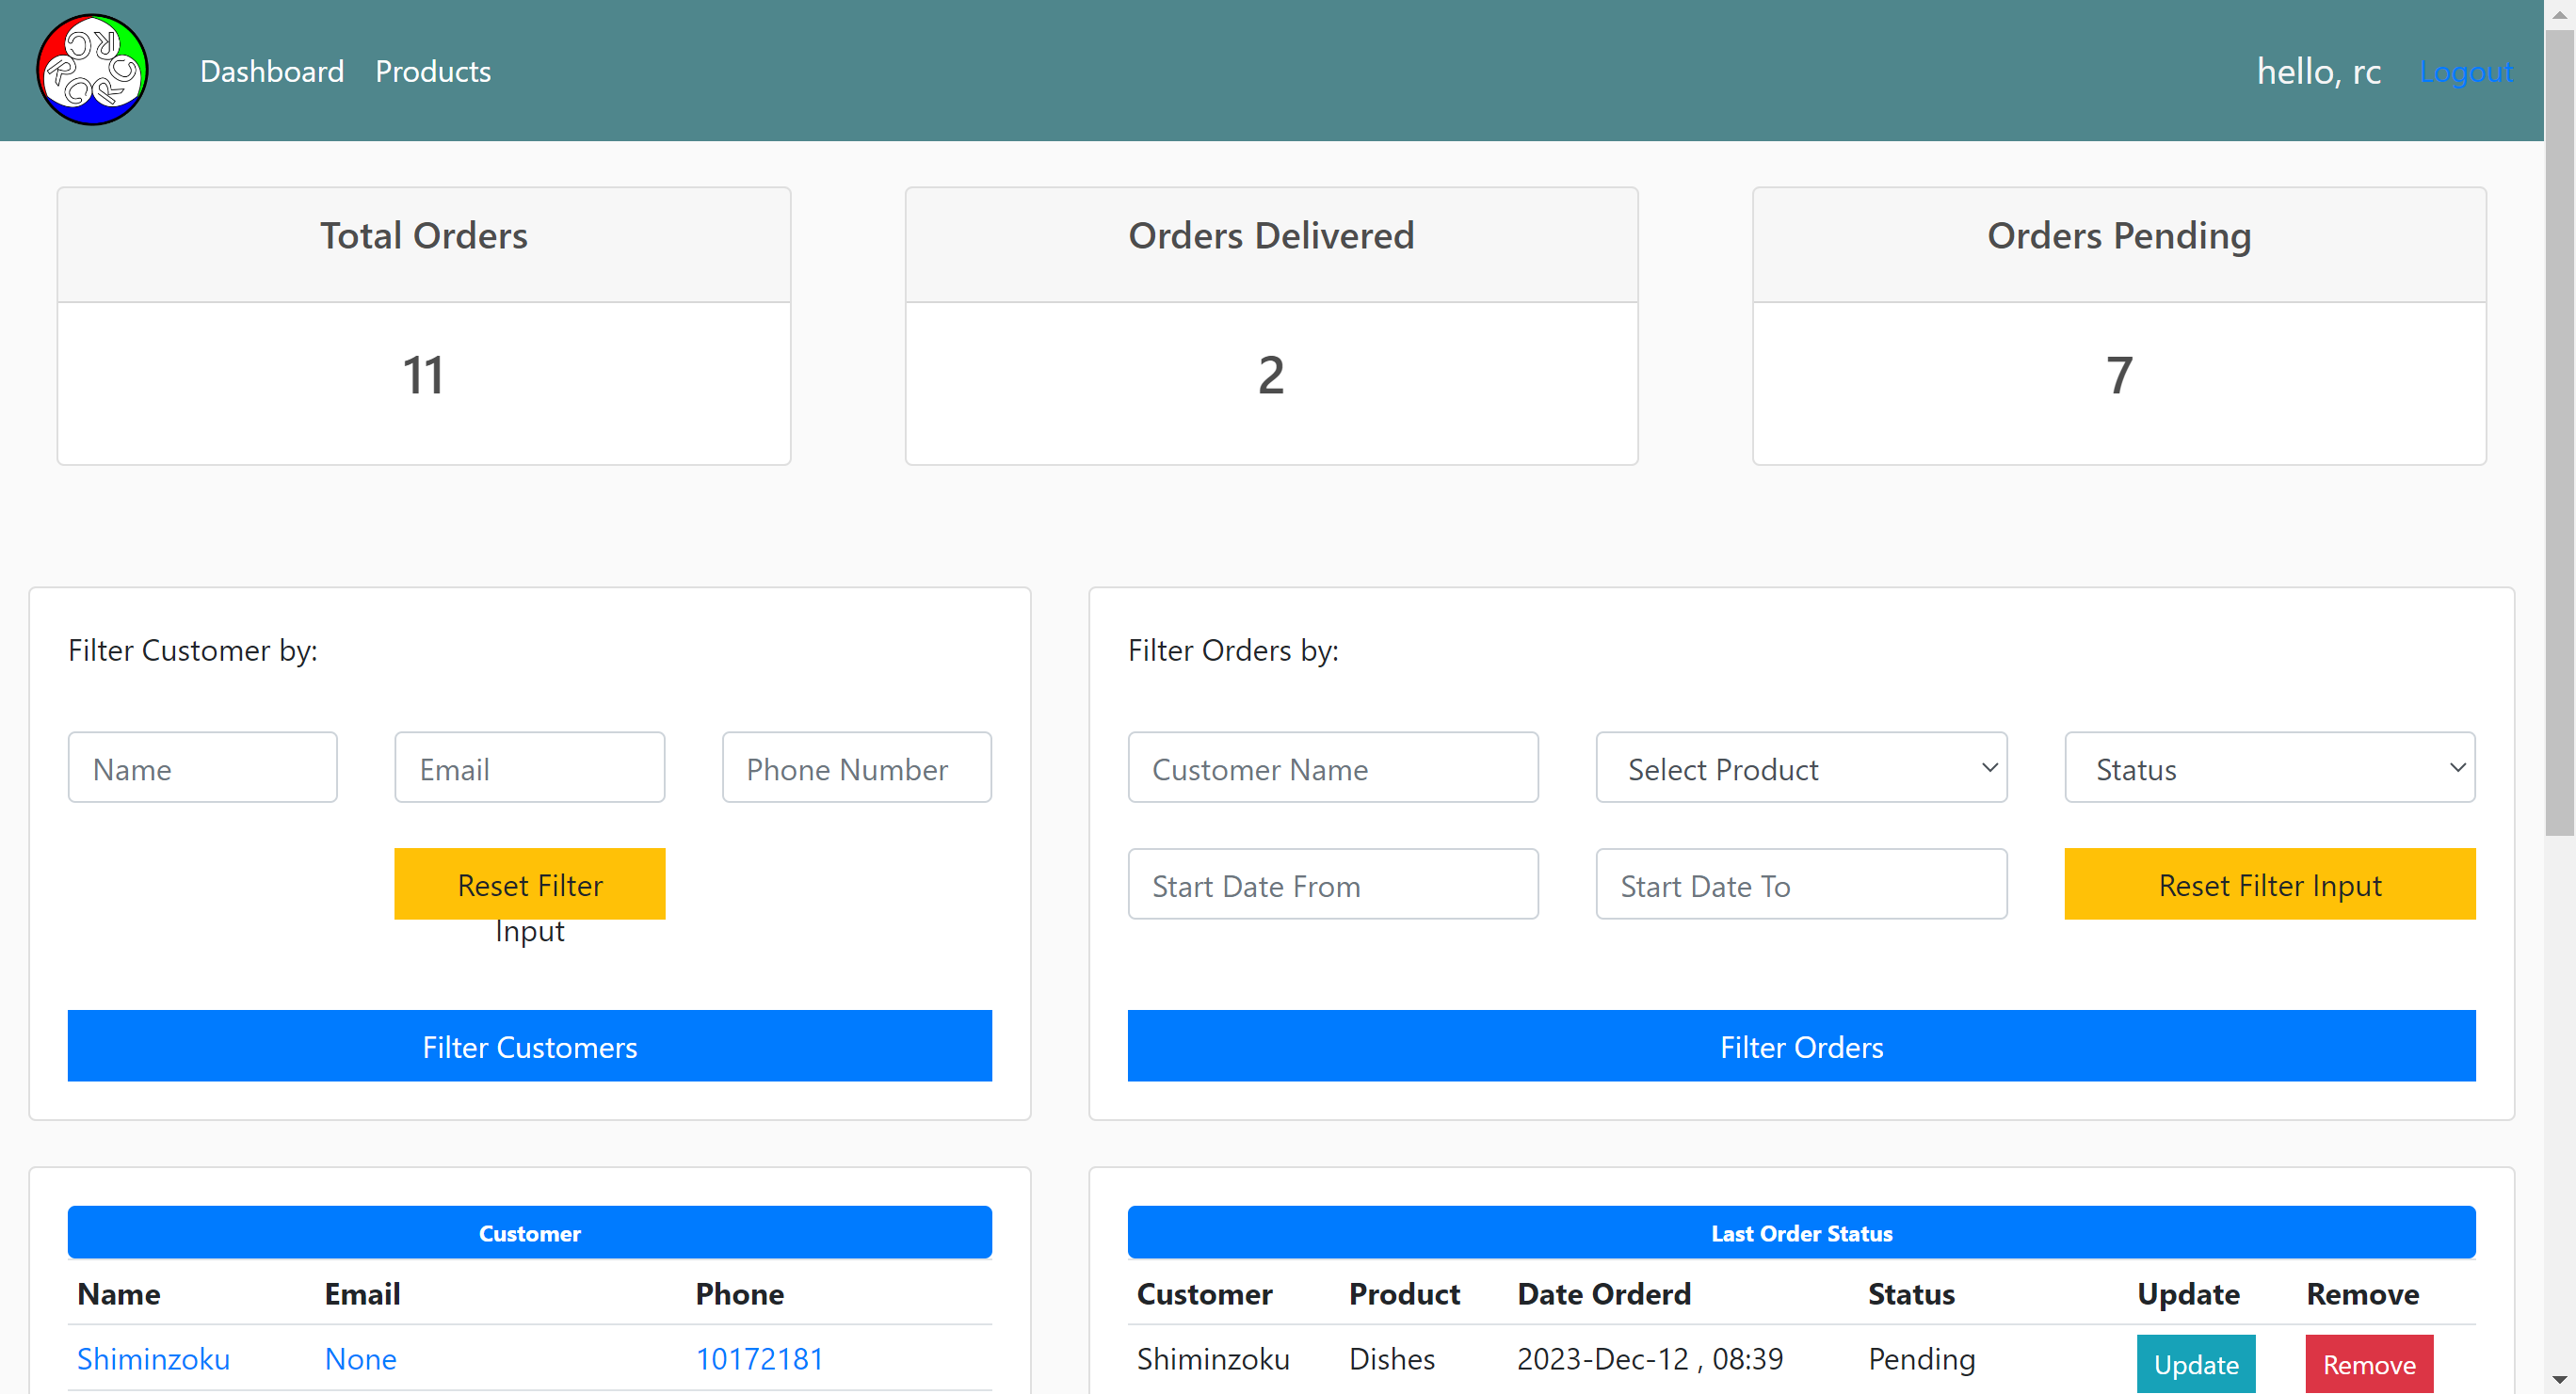 RC RC RC
Dashboard Products hello, rc Logout
Total Orders Orders Delivered Orders Pending
11 2 7
Filter Customer by:
Name Email Phone Number
Reset Filter
Input
Filter Customers
Filter Orders by:
Customer Name Select Product Status
Start Date From Start Date To Reset Filter Input
Filter Orders
Customer
Name Email Phone
Shiminzoku None 10172181
Last Order Status
Customer Product Date Orderd Status Update Remove
Shiminzoku Dishes 2023-Dec-12 , 08:39 Pending Update Remove